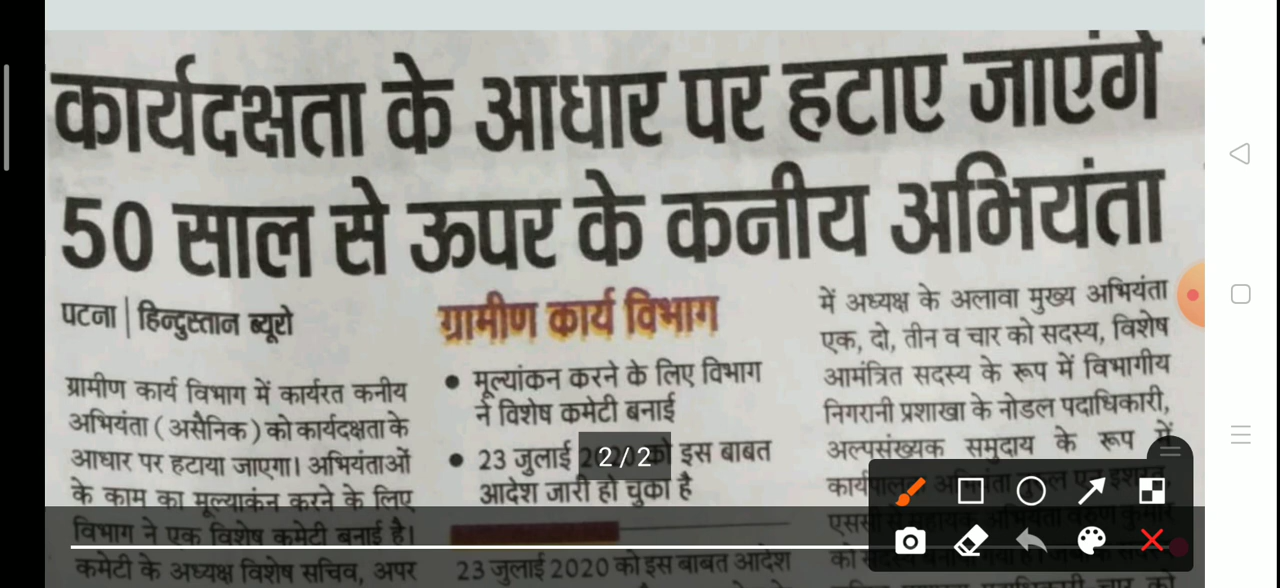 कार्यदक्षता के आधार पर हटाए जाएंगे
50 साल से ऊपर के कनीय अभियंता
पटना | हिन्दुस्तान ब्यूरो
ग्रामीण कार्य विभाग में कार्यरत कनीय
अभियंता (असैनिक) को कार्यदक्षता के
आधार पर हटाया जाएगा। अभियंताओं
के काम का मूल्याकंन करने के लिए
विभाग ने एक विशेष कमेटी बनाई है।
कमेटी के अध्यक्ष विशेष सचिव, अपर
ग्रामीण कार्य विभाग
• मूल्यांकन करने के लिए विभाग
ने विशेष कमेटी बनाई
• 23 जुलाई को इस बाबत
आदेश जारी हो चुका है
2 / 2
23 जुलाई 2020 को इस बाबत आदेश
में अध्यक्ष के अलावा मुख्य अभियंता
एक, दो, तीन व चार को सदस्य, विशेष
आमंत्रित सदस्य के रूप में विभागीय
निगरानी प्रशाखा के नोडल पदाधिकारी,
अल्पसंख्यक समुदाय के रूप में